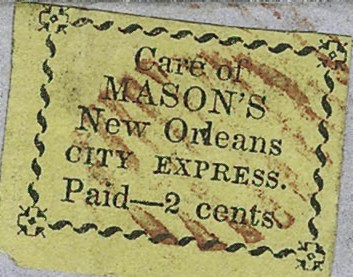 Care of
MASON'S
New Orleans
CITY EXPRESS.
Paid—2 cents.